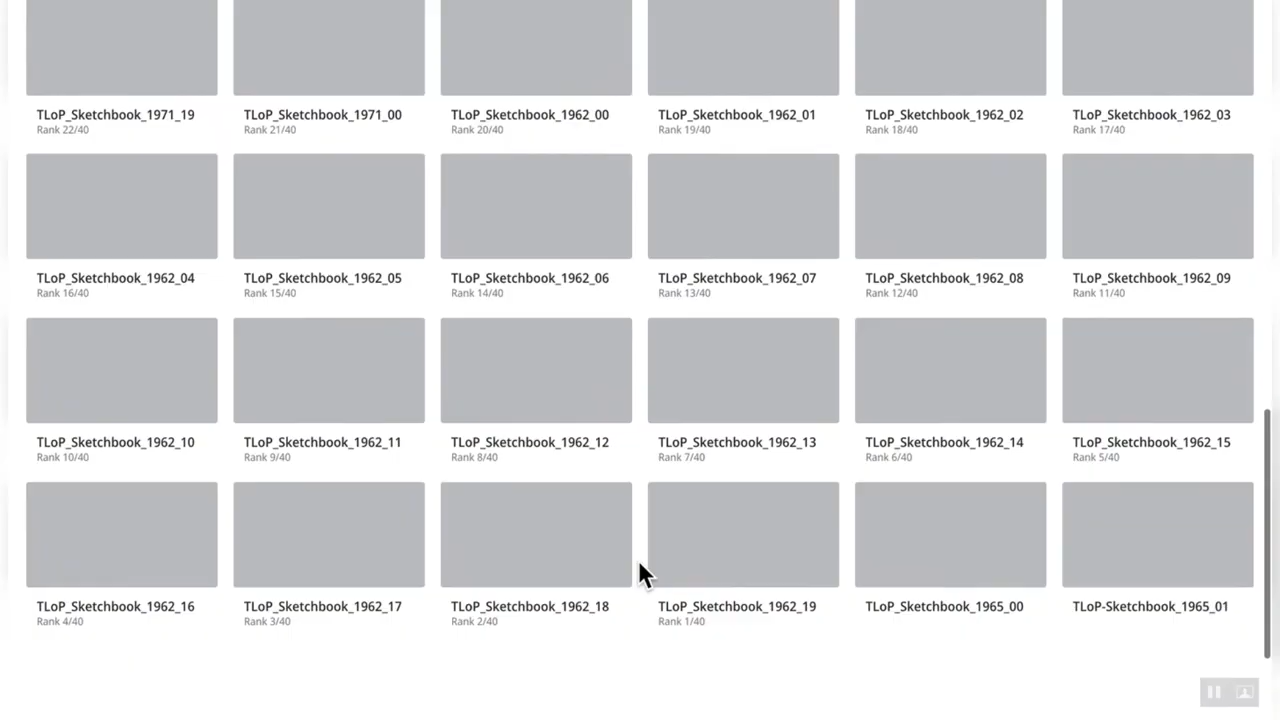 TLoP_Sketchbook_1971_19 TLoP_Sketchbook_1971_00 TLoP_Sketchbook_1962_00 TLoP_Sketchbook_1962_01 TLoP_Sketchbook_1962_02 TLoP_Sketchbook_1962_03
Rank 22/40 Rank 21/40 Rank 20/40 Rank 19/40 Rank 18/40 Rank 17/40
TLoP_Sketchbook_1962_04 TLoP_Sketchbook_1962_05 TLoP_Sketchbook_1962_06 TLoP_Sketchbook_1962_07 TLoP_Sketchbook_1962_08 TLoP_Sketchbook_1962_09
Rank 16/40 Rank 15/40 Rank 14/40 Rank 13/40 Rank 12/40 Rank 11/40
TLoP_Sketchbook_1962_10 TLoP_Sketchbook_1962_11 TLoP_Sketchbook_1962_12 TLoP_Sketchbook_1962_13 TLoP_Sketchbook_1962_14 TLoP_Sketchbook_1962_15
Rank 10/40 Rank 9/40 Rank 8/40 Rank 7/40 Rank 6/40 Rank 5/40
TLoP_Sketchbook_1962_16 TLoP_Sketchbook_1962_17 TLoP_Sketchbook_1962_18 TLoP_Sketchbook_1962_19 TLoP_Sketchbook_1965_00 TLoP-Sketchbook_1965_01
Rank 4/40 Rank 3/40 Rank 2/40 Rank 1/40